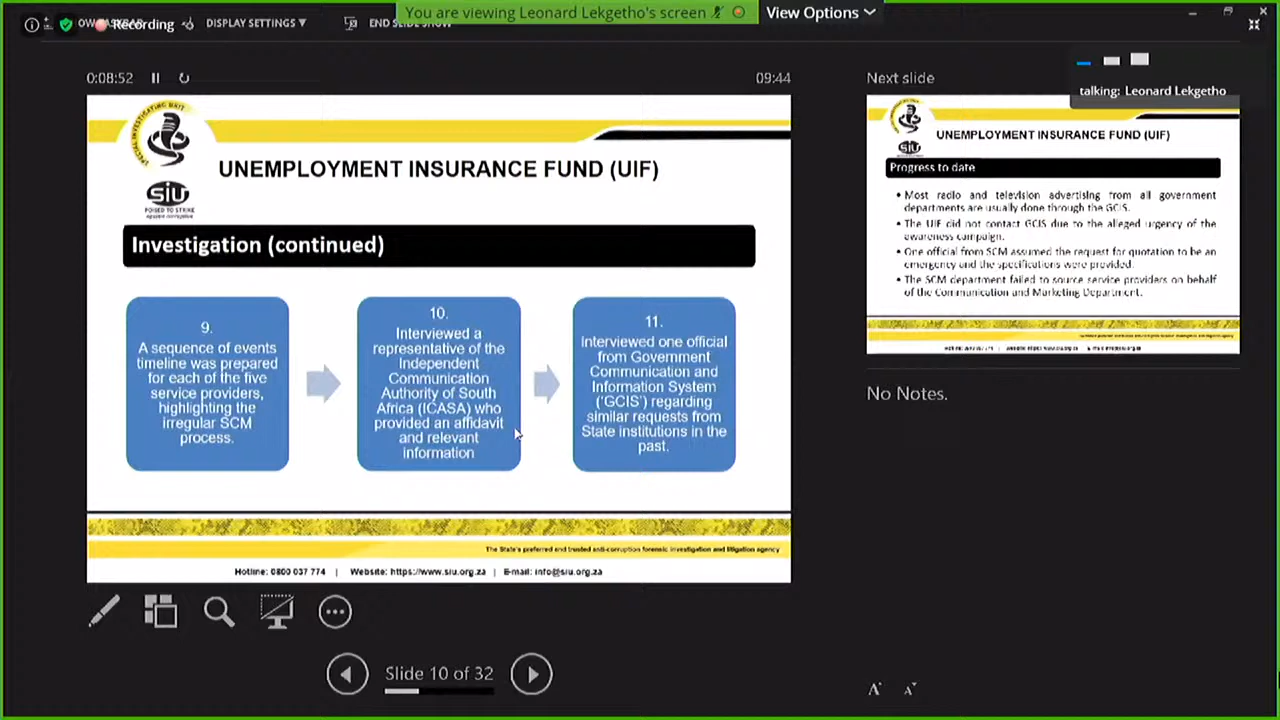 You are viewing Leonard Lekgetho's screen
View Options
Recording
DISPLAY SETTINGS ▼
END SLIDE SHOW
0:08:52
09:44
Next slide
talking: Leonard Lekgetho
SPECIAL INVESTIGATING UNIT
SIU
POISED TO STRIKE
against corruption
UNEMPLOYMENT INSURANCE FUND (UIF)
Investigation (continued)
9.
A sequence of events
timeline was prepared
for each of the five
service providers,
highlighting the
irregular SCM
process.
10.
Interviewed a
representative of the
Independent
Communication
Authority of South
Africa (ICASA) who
provided an affidavit
and relevant
information
11.
Interviewed one official
from Government
Communication and
Information System
('GCIS') regarding
similar requests from
State institutions in the
past.
The State's preferred and trusted anti-corruption forensic investigation and litigation agency
Hotline: 0800 037 774 | Website: https://www.siu.org.za | E-mail: info@siu.org.za
SIU
UNEMPLOYMENT INSURANCE FUND (UIF)
Progress to date
• Most radio and television advertising from all government
departments are usually done through the GCIS.
• The UIF did not contact GCIS due to the alleged urgency of the
awareness campaign.
• One official from SCM assumed the request for quotation to be an
emergency and the specifications were provided.
• The SCM department failed to source service providers on behalf
of the Communication and Marketing Department.
No Notes.
Slide 10 of 32
A A